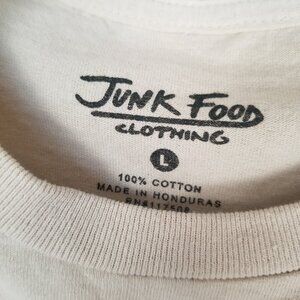 JUNK FOOD
CLOTHING
L
100% COTTON
MADE IN HONDURAS